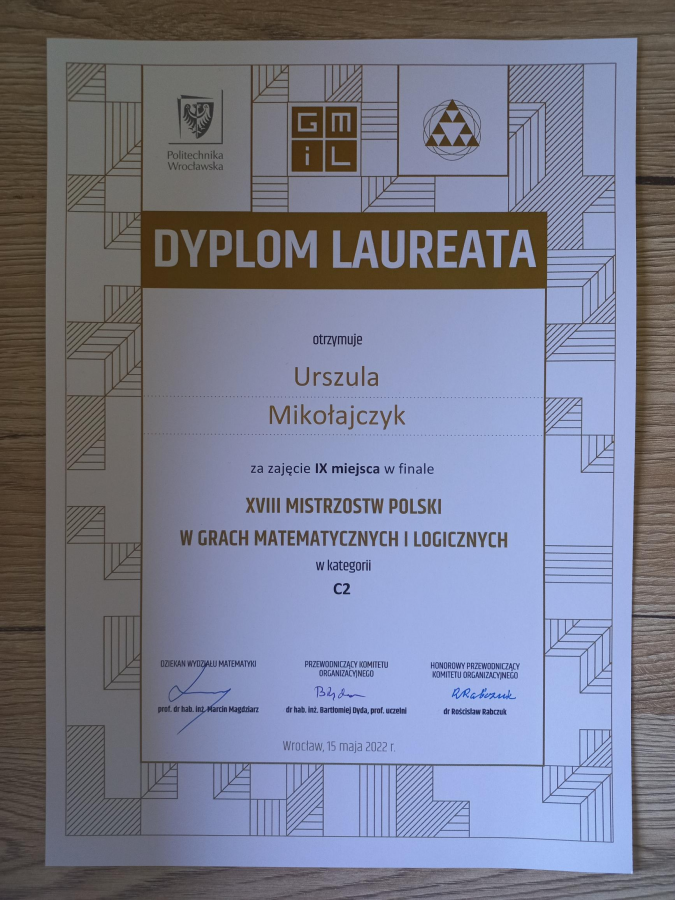 Politechnika
Wrocławska
G M
i L
DYPLOM LAUREATA
otrzymuje
Urszula
Mikołajczyk
za zajęcie IX miejsca w finale
XVIII MISTRZOSTW POLSKI
W GRACH MATEMATYCZNYCH I LOGICZNYCH
w kategorii
C2
DZIEKAN WYDZIAŁU MATEMATYKI
prof. dr hab. inż. Marcin Magdziarz
PRZEWODNICZĄCY KOMITETU
ORGANIZACYJNEGO
BDyda
dr hab. inż. Bartłomiej Dyda, prof. uczelni
HONOROWY PRZEWODNICZĄCY
KOMITETU ORGANIZACYJNEGO
RRabczuk
dr Rościsław Rabczuk
Wrocław, 15 maja 2022 r.